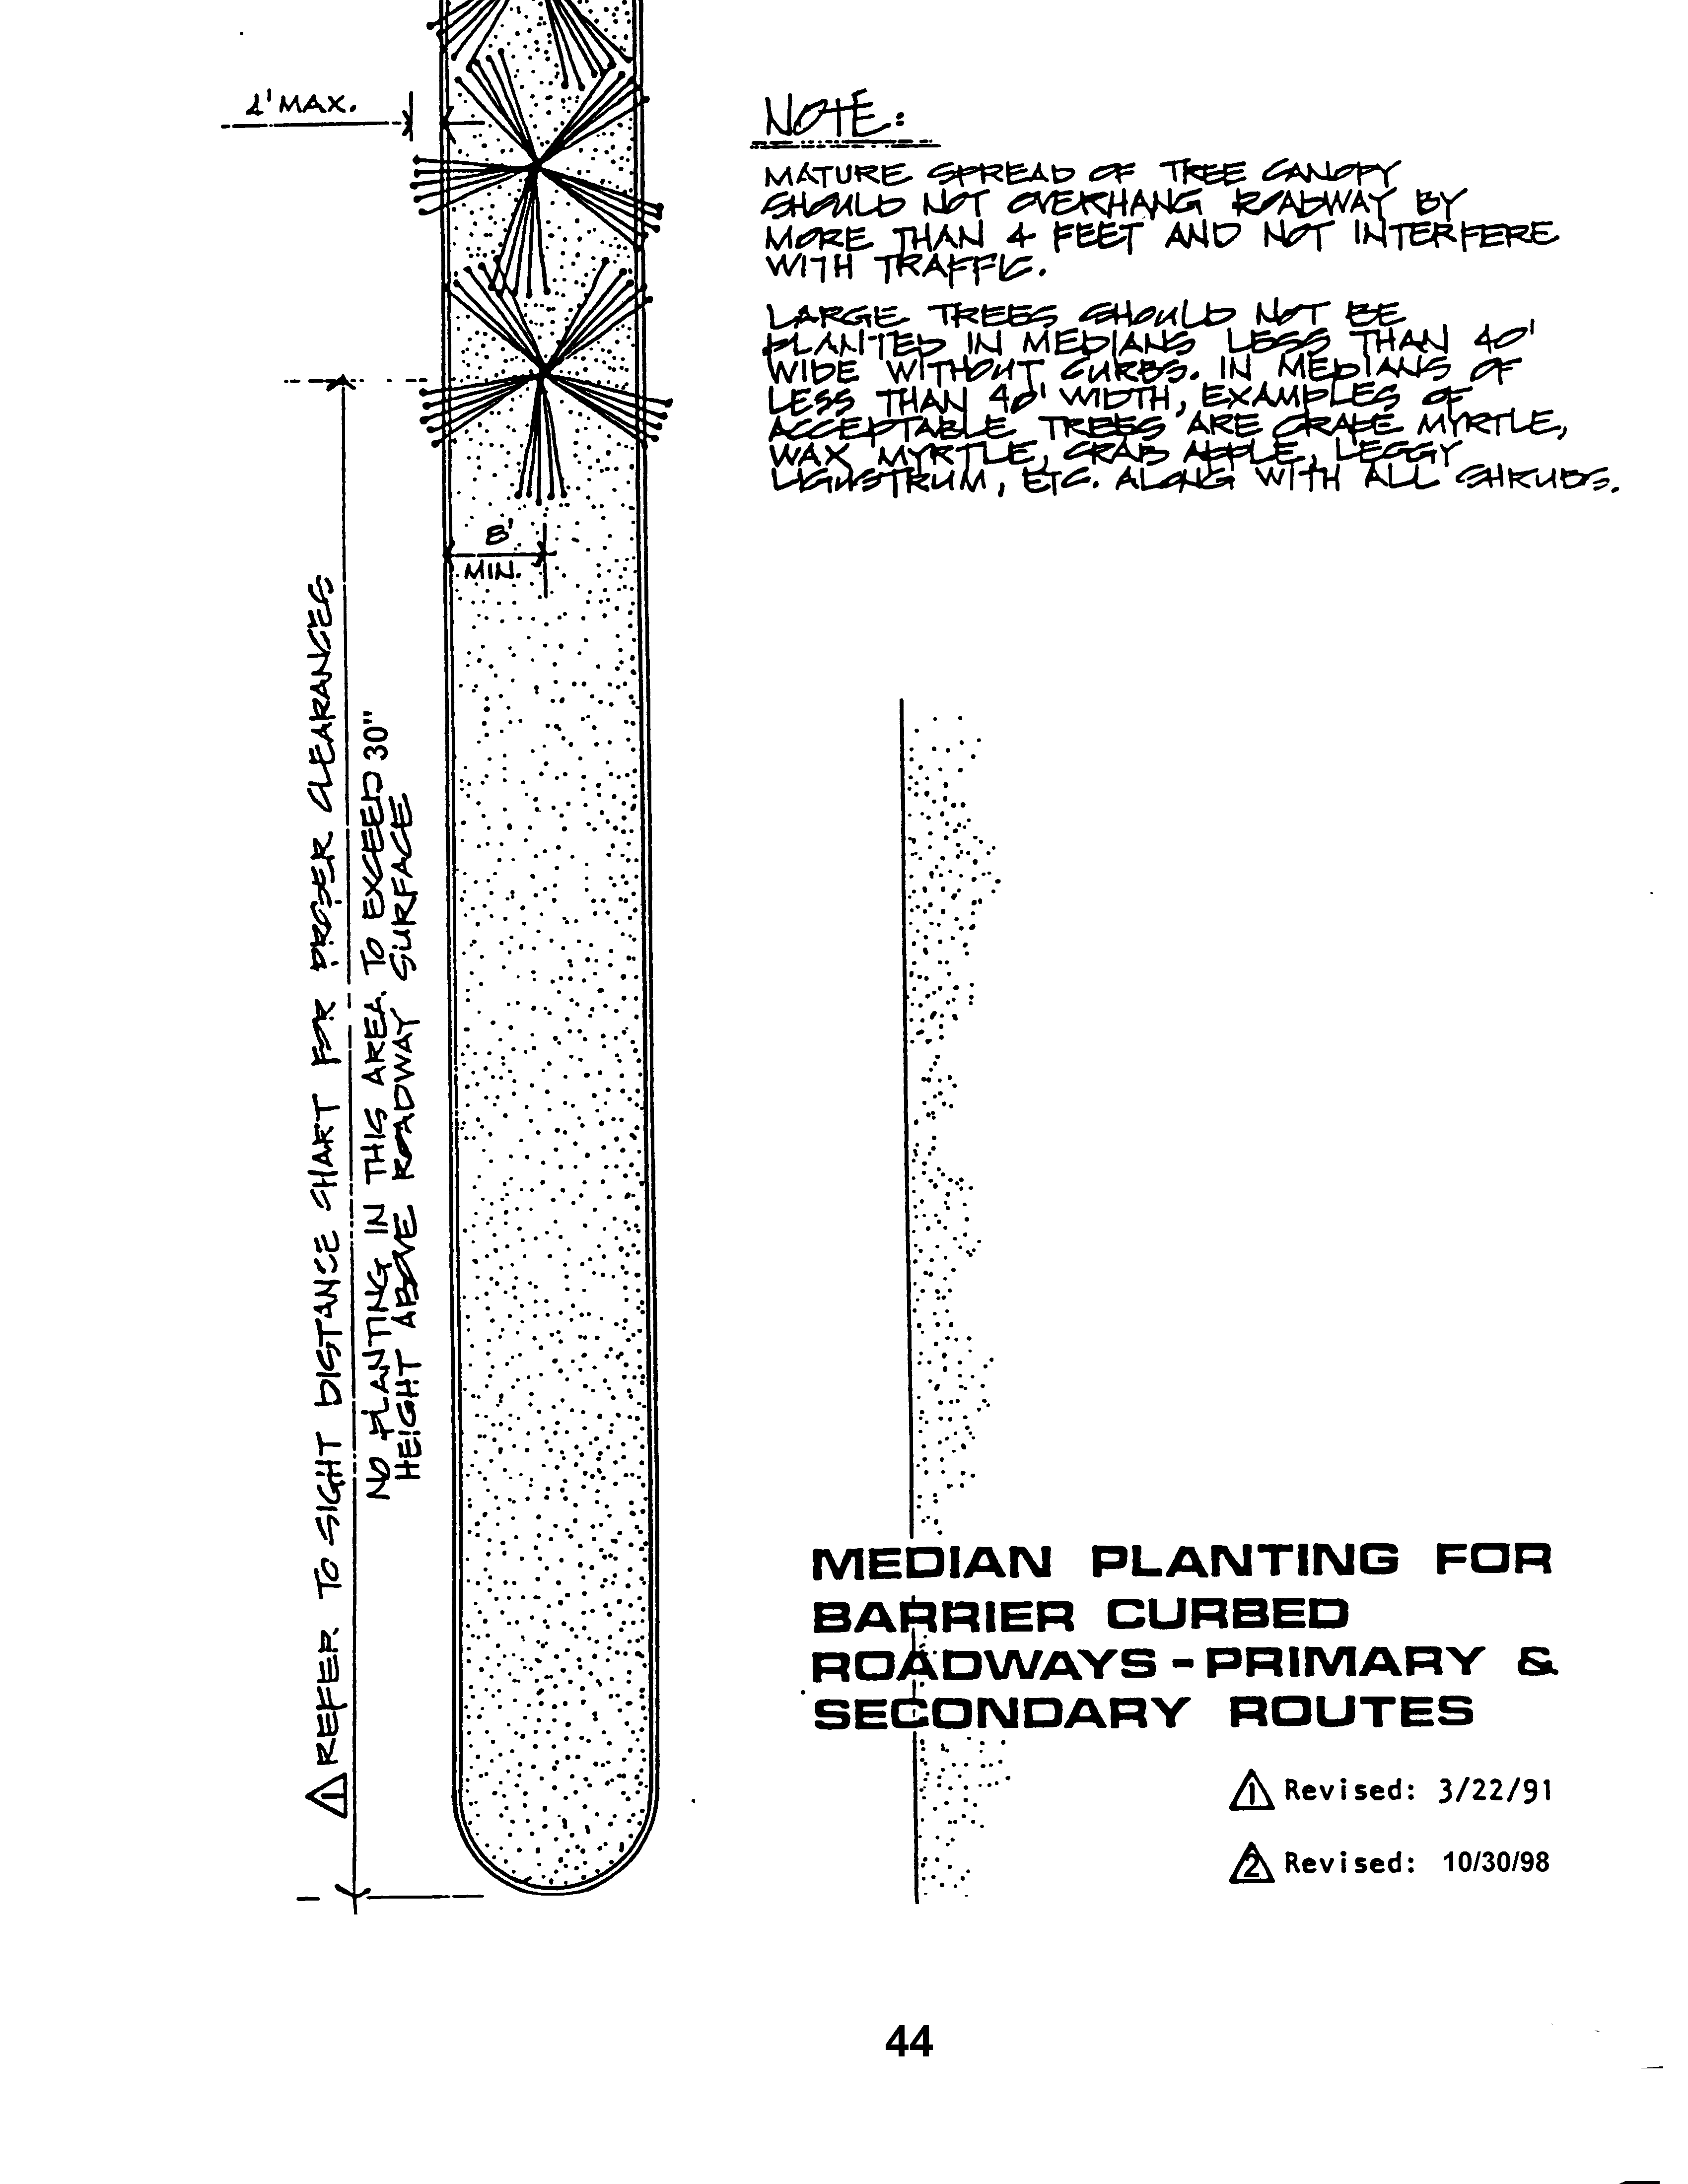 4' MAX.
NOTE:
MATURE SPREAD OF TREE CANOPY
SHOULD NOT OVERHANG ROADWAY BY
MORE THAN 4 FEET AND NOT INTERFERE
WITH TRAFFIC.
LARGE TREES SHOULD NOT BE
PLANTED IN MEDIANS LESS THAN 40'
WIDE WITHOUT CURBS. IN MEDIANS OF
LESS THAN 40' WIDTH, EXAMPLES OF
ACCEPTABLE TREES ARE CRAPE MYRTLE,
WAX MYRTLE, CRAB APPLE, LEGGY
LIGUSTRUM, ETC. ALONG WITH ALL SHRUBS.
8'
MIN.
1 REFER TO SIGHT DISTANCE CHART FOR PROPER CLEARANCES
NO PLANTING IN THIS AREA TO EXCEED 30"
HEIGHT ABOVE ROADWAY SURFACE
MEDIAN PLANTING FOR
BARRIER CURBED
ROADWAYS - PRIMARY &
SECONDARY ROUTES
1 Revised: 3/22/91
2 Revised: 10/30/98
44